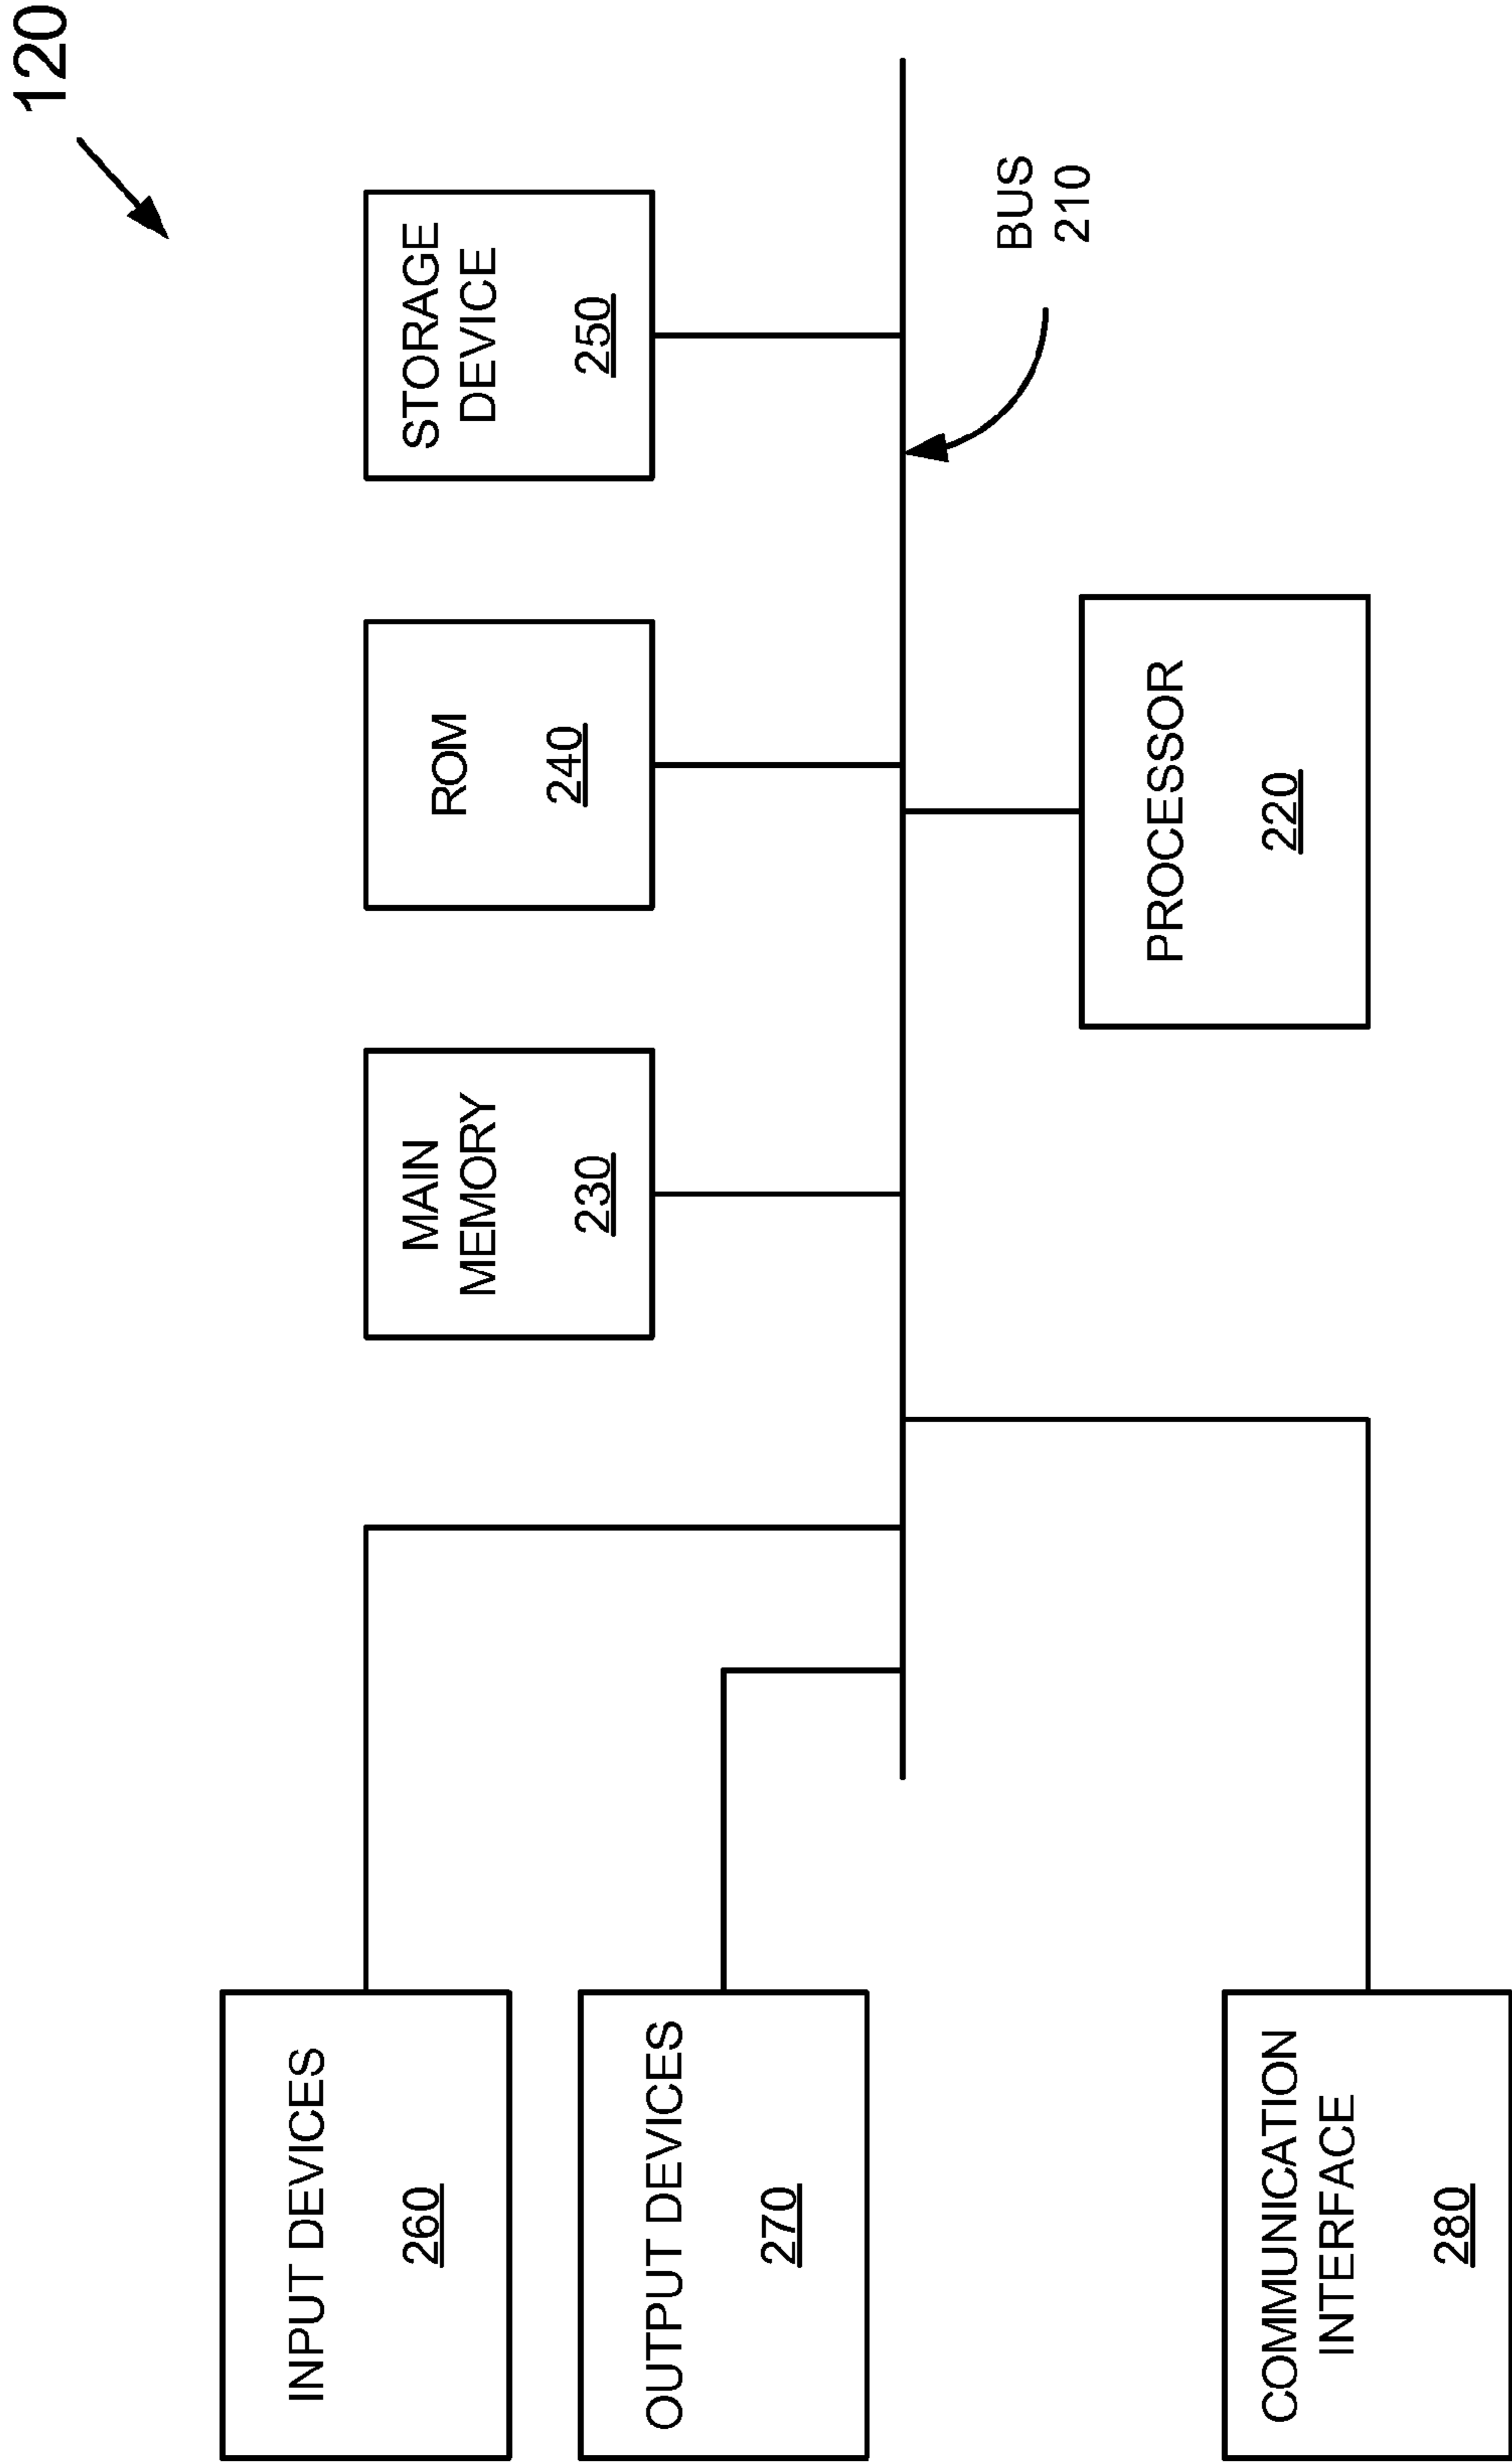 120
INPUT DEVICES
260
OUTPUT DEVICES
270
COMMUNICATION
INTERFACE
280
MAIN
MEMORY
230
ROM
240
STORAGE
DEVICE
250
PROCESSOR
220
BUS
210